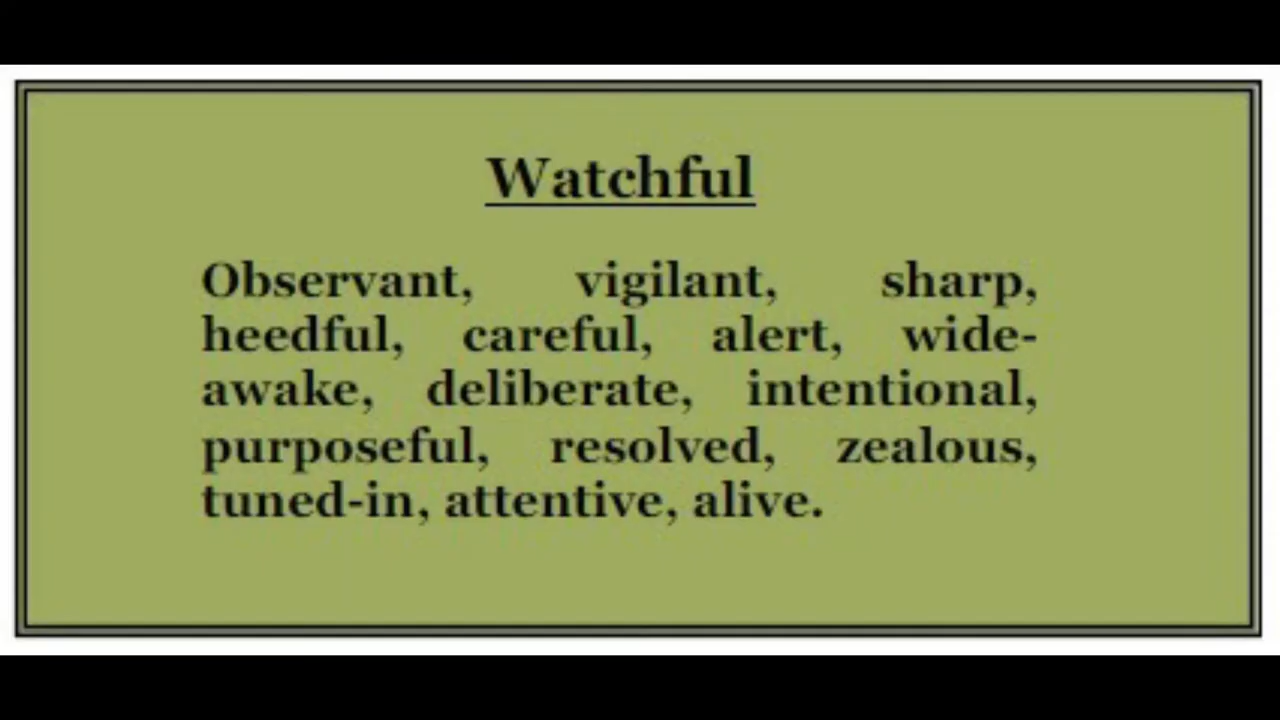 Watchful
Observant, vigilant, sharp,
heedful, careful, alert, wide-
awake, deliberate, intentional,
purposeful, resolved, zealous,
tuned-in, attentive, alive.